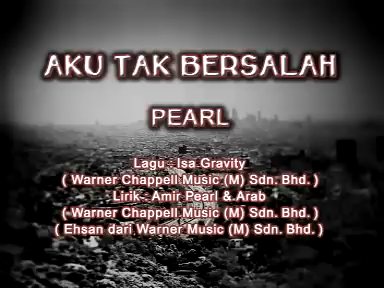 AKU TAK BERSALAH
PEARL
Lagu : Isa Gravity
( Warner Chappell Music (M) Sdn. Bhd. )
Lirik : Amir Pearl & Arab
( Warner Chappell Music (M) Sdn. Bhd. )
( Ehsan dari Warner Music (M) Sdn. Bhd. )